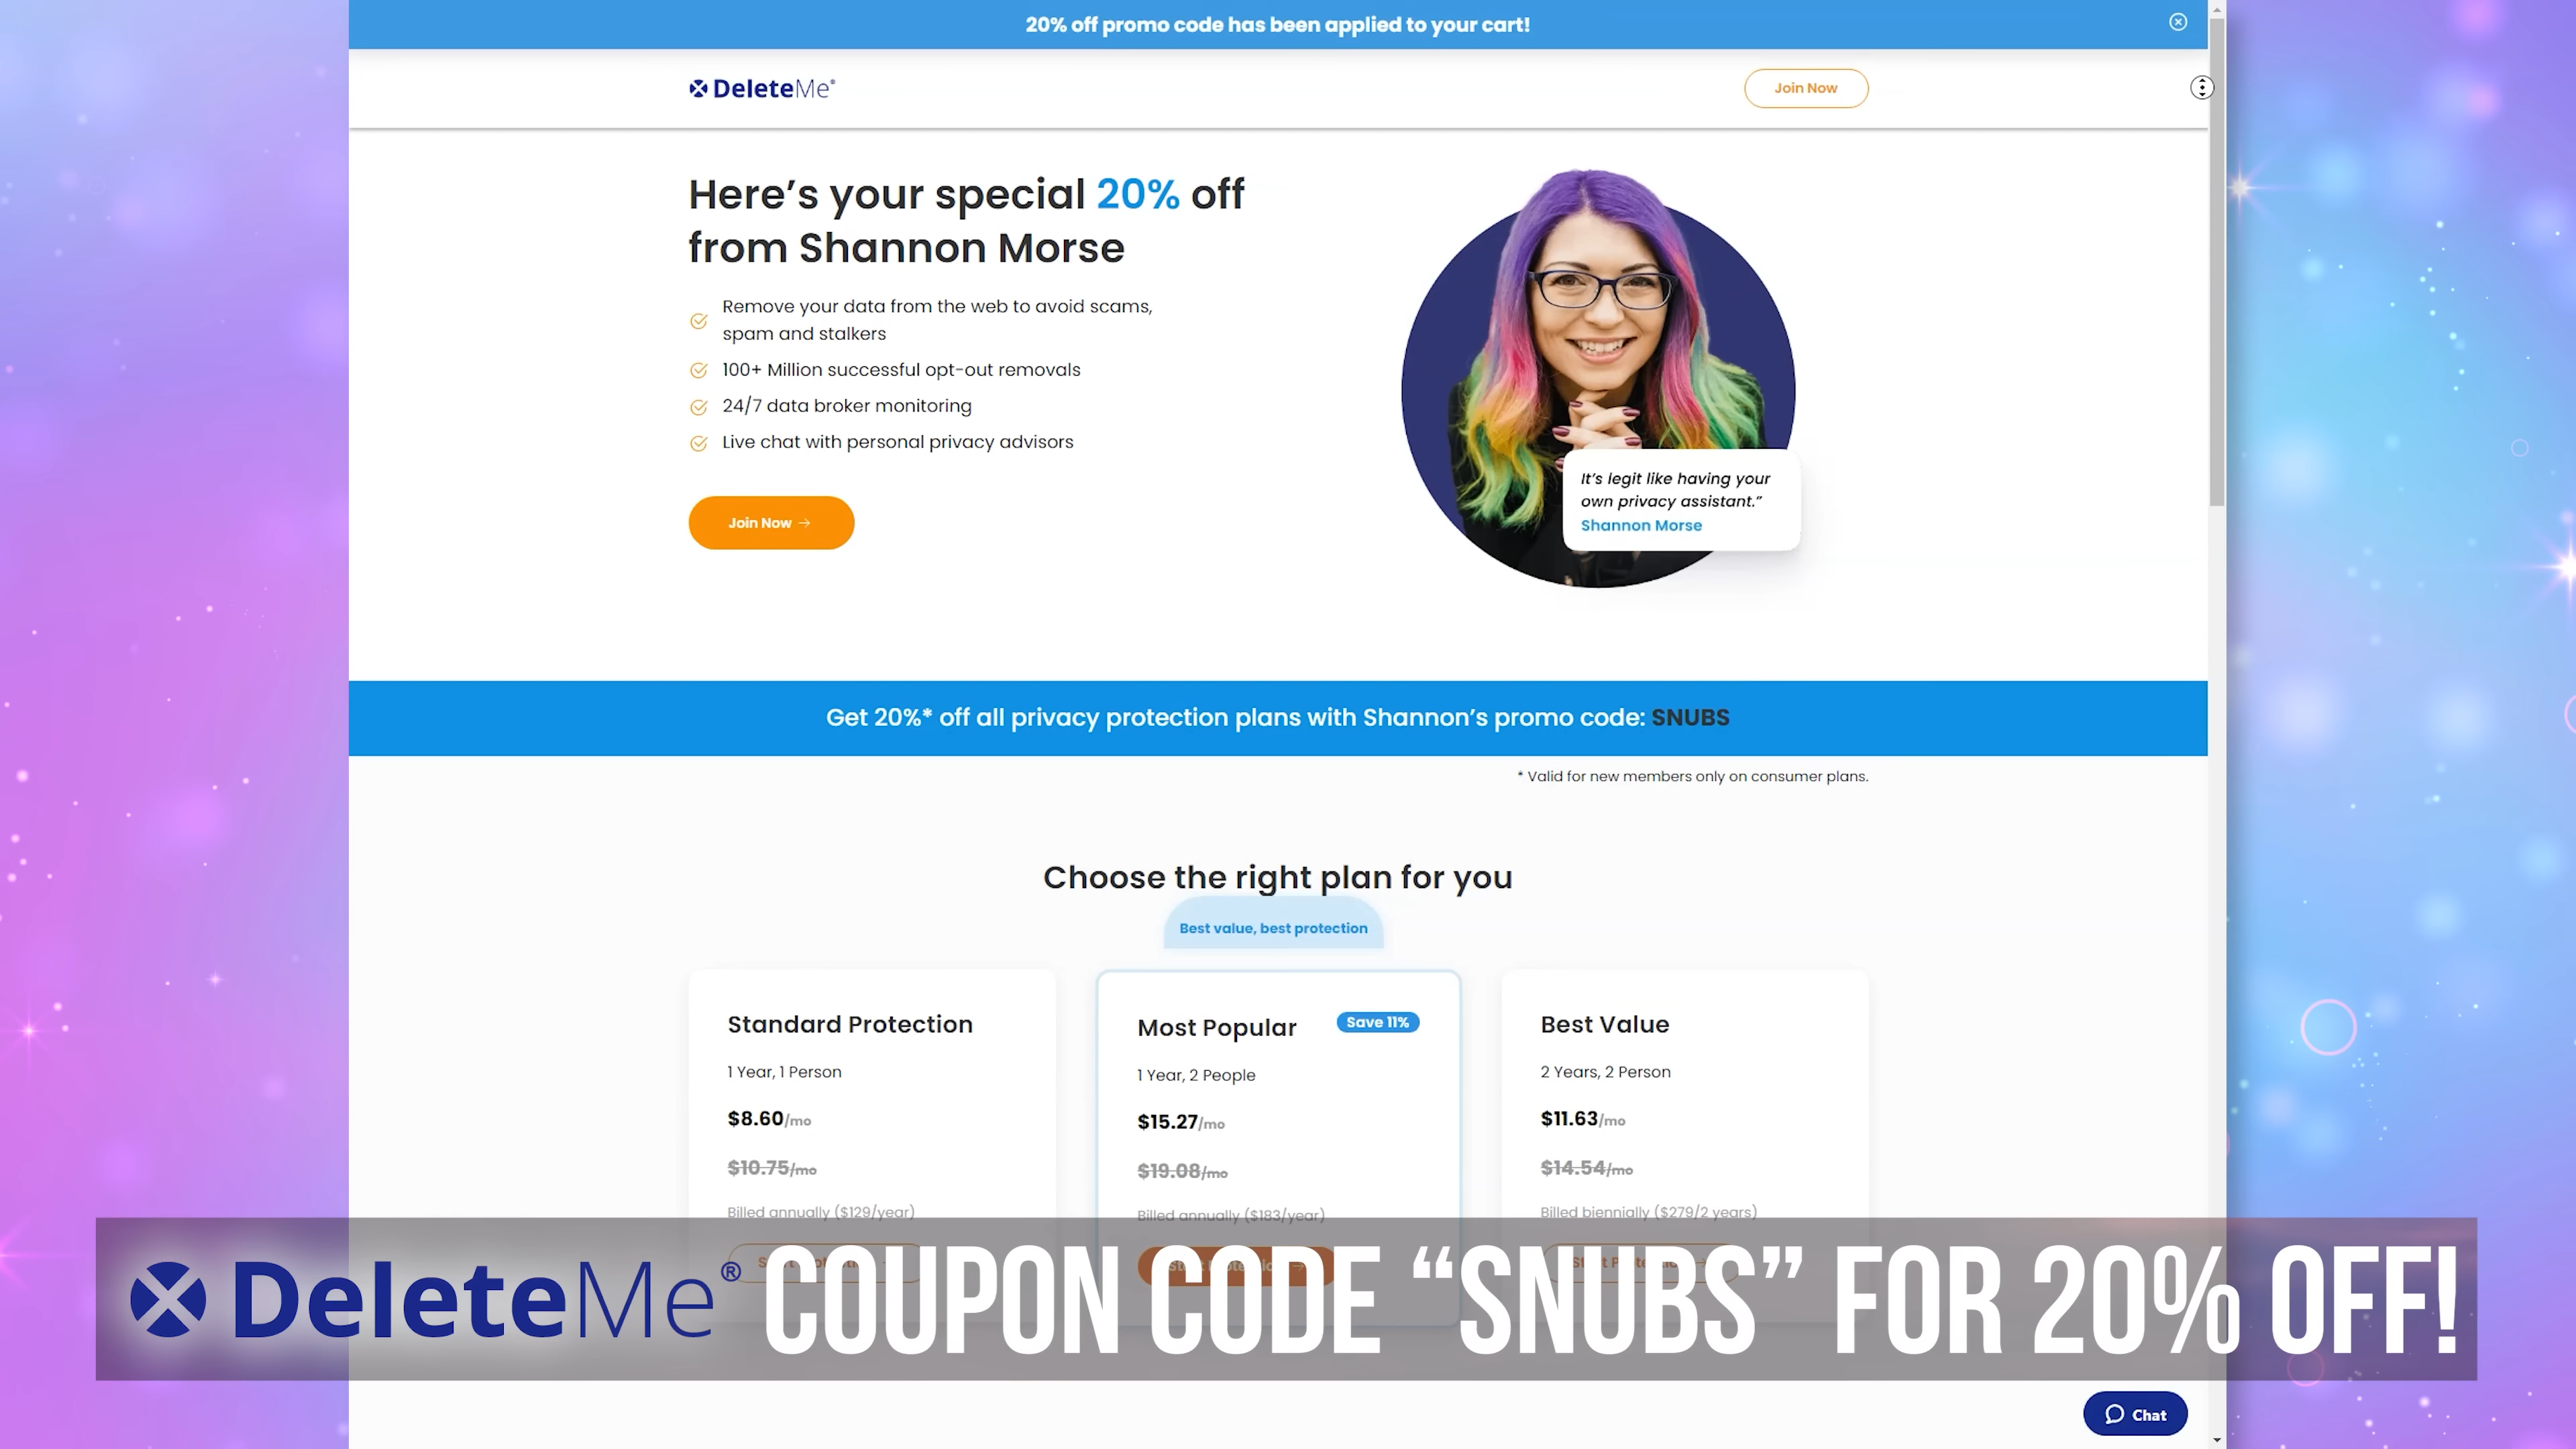 20% off promo code has been applied to your cart!
DeleteMe®
Join Now
Here's your special 20% off
from Shannon Morse
Remove your data from the web to avoid scams,
spam and stalkers
100+ Million successful opt-out removals
24/7 data broker monitoring
Live chat with personal privacy advisors
Join Now →
It's legit like having your
own privacy assistant."
Shannon Morse
Get 20%* off all privacy protection plans with Shannon's promo code: SNUBS
* Valid for new members only on consumer plans.
Choose the right plan for you
Best value, best protection
Standard Protection
1 Year, 1 Person
$8.60/mo
$10.75/mo
Billed annually ($129/year)
Most Popular
Save 11%
1 Year, 2 People
$15.27/mo
$19.08/mo
Billed annually ($183/year)
Best Value
2 Years, 2 Person
$11.63/mo
$14.54/mo
Billed biennially ($279/2 years)
DeleteMe® COUPON CODE “SNUBS” FOR 20% OFF!
Chat